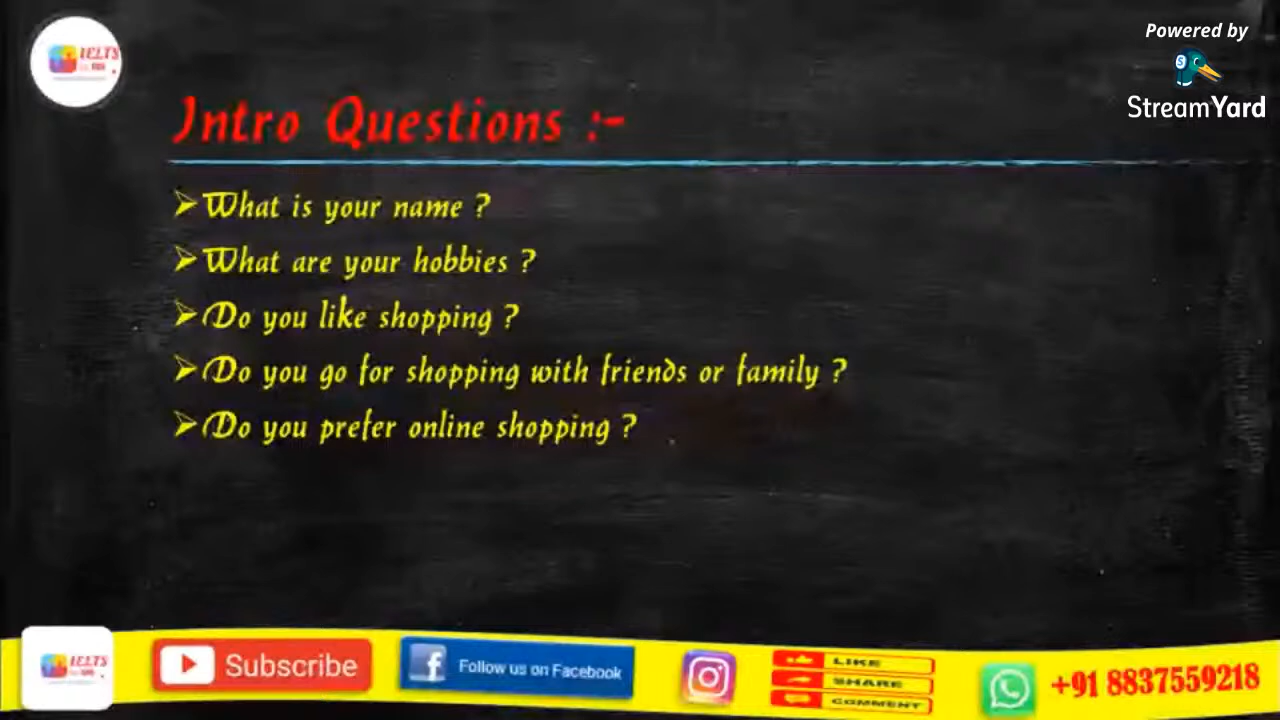 Powered by
StreamYard
IELTS
Intro Questions :-
➢What is your name ?
➢What are your hobbies ?
➢Do you like shopping ?
➢Do you go for shopping with friends or family ?
➢Do you prefer online shopping ?
IELTS
Subscribe
Follow us on Facebook
LIKE
SHARE
COMMENT
+91 8837559218